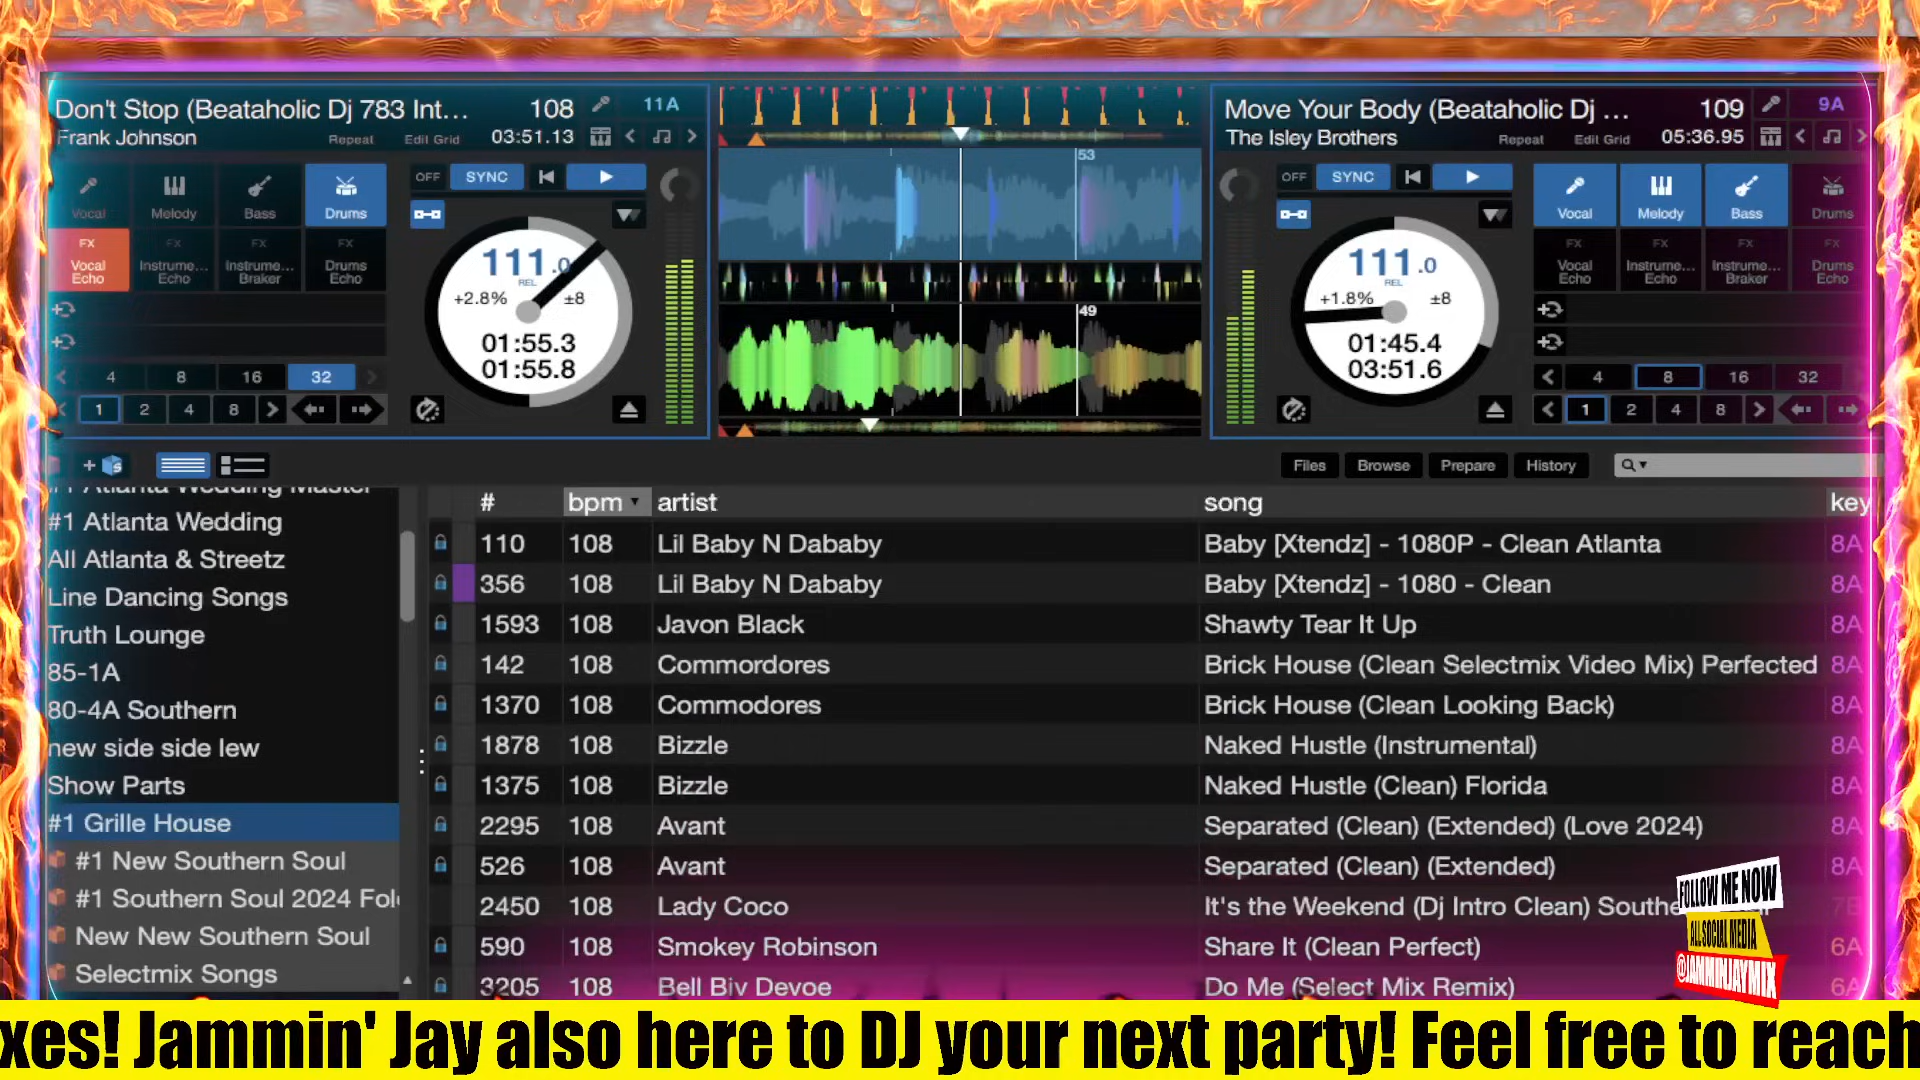 Don't Stop (Beataholic Dj 783 Int... 108 11A
Frank Johnson Repeat Edit Grid 03:51.13
Vocal Melody Bass Drums
FX FX FX FX
Vocal Echo Instrume... Echo Instrume... Braker Drums Echo
4 8 16 32
1 2 4 8
OFF SYNC
111.0
REL
+2.8% ±8
01:55.3
01:55.8
53
49
Move Your Body (Beataholic Dj ... 109 9A
The Isley Brothers Repeat Edit Grid 05:36.95
OFF SYNC
111.0
REL
+1.8% ±8
01:45.4
03:51.6
Vocal Melody Bass Drums
FX FX FX FX
Vocal Echo Instrume... Echo Instrume... Braker Drums Echo
4 8 16 32
1 2 4 8
Files Browse Prepare History
#1 Atlanta Wedding Master
#1 Atlanta Wedding
All Atlanta & Streetz
Line Dancing Songs
Truth Lounge
85-1A
80-4A Southern
new side side lew
Show Parts
#1 Grille House
#1 New Southern Soul
#1 Southern Soul 2024 Fol
New New Southern Soul
Selectmix Songs
# bpm artist song key
110 108 Lil Baby N Dababy Baby [Xtendz] - 1080P - Clean Atlanta 8A
356 108 Lil Baby N Dababy Baby [Xtendz] - 1080 - Clean 8A
1593 108 Javon Black Shawty Tear It Up 8A
142 108 Commordores Brick House (Clean Selectmix Video Mix) Perfected 8A
1370 108 Commodores Brick House (Clean Looking Back) 8A
1878 108 Bizzle Naked Hustle (Instrumental) 8A
1375 108 Bizzle Naked Hustle (Clean) Florida 8A
2295 108 Avant Separated (Clean) (Extended) (Love 2024) 8A
526 108 Avant Separated (Clean) (Extended) 8A
2450 108 Lady Coco It's the Weekend (Dj Intro Clean) Southe
590 108 Smokey Robinson Share It (Clean Perfect) 6A
3205 108 Bell Biv Devoe Do Me (Select Mix Remix) 6A
FOLLOW ME NOW
ALL SOCIAL MEDIA
@JAMMINJAYMIX
xes! Jammin' Jay also here to DJ your next party! Feel free to reach